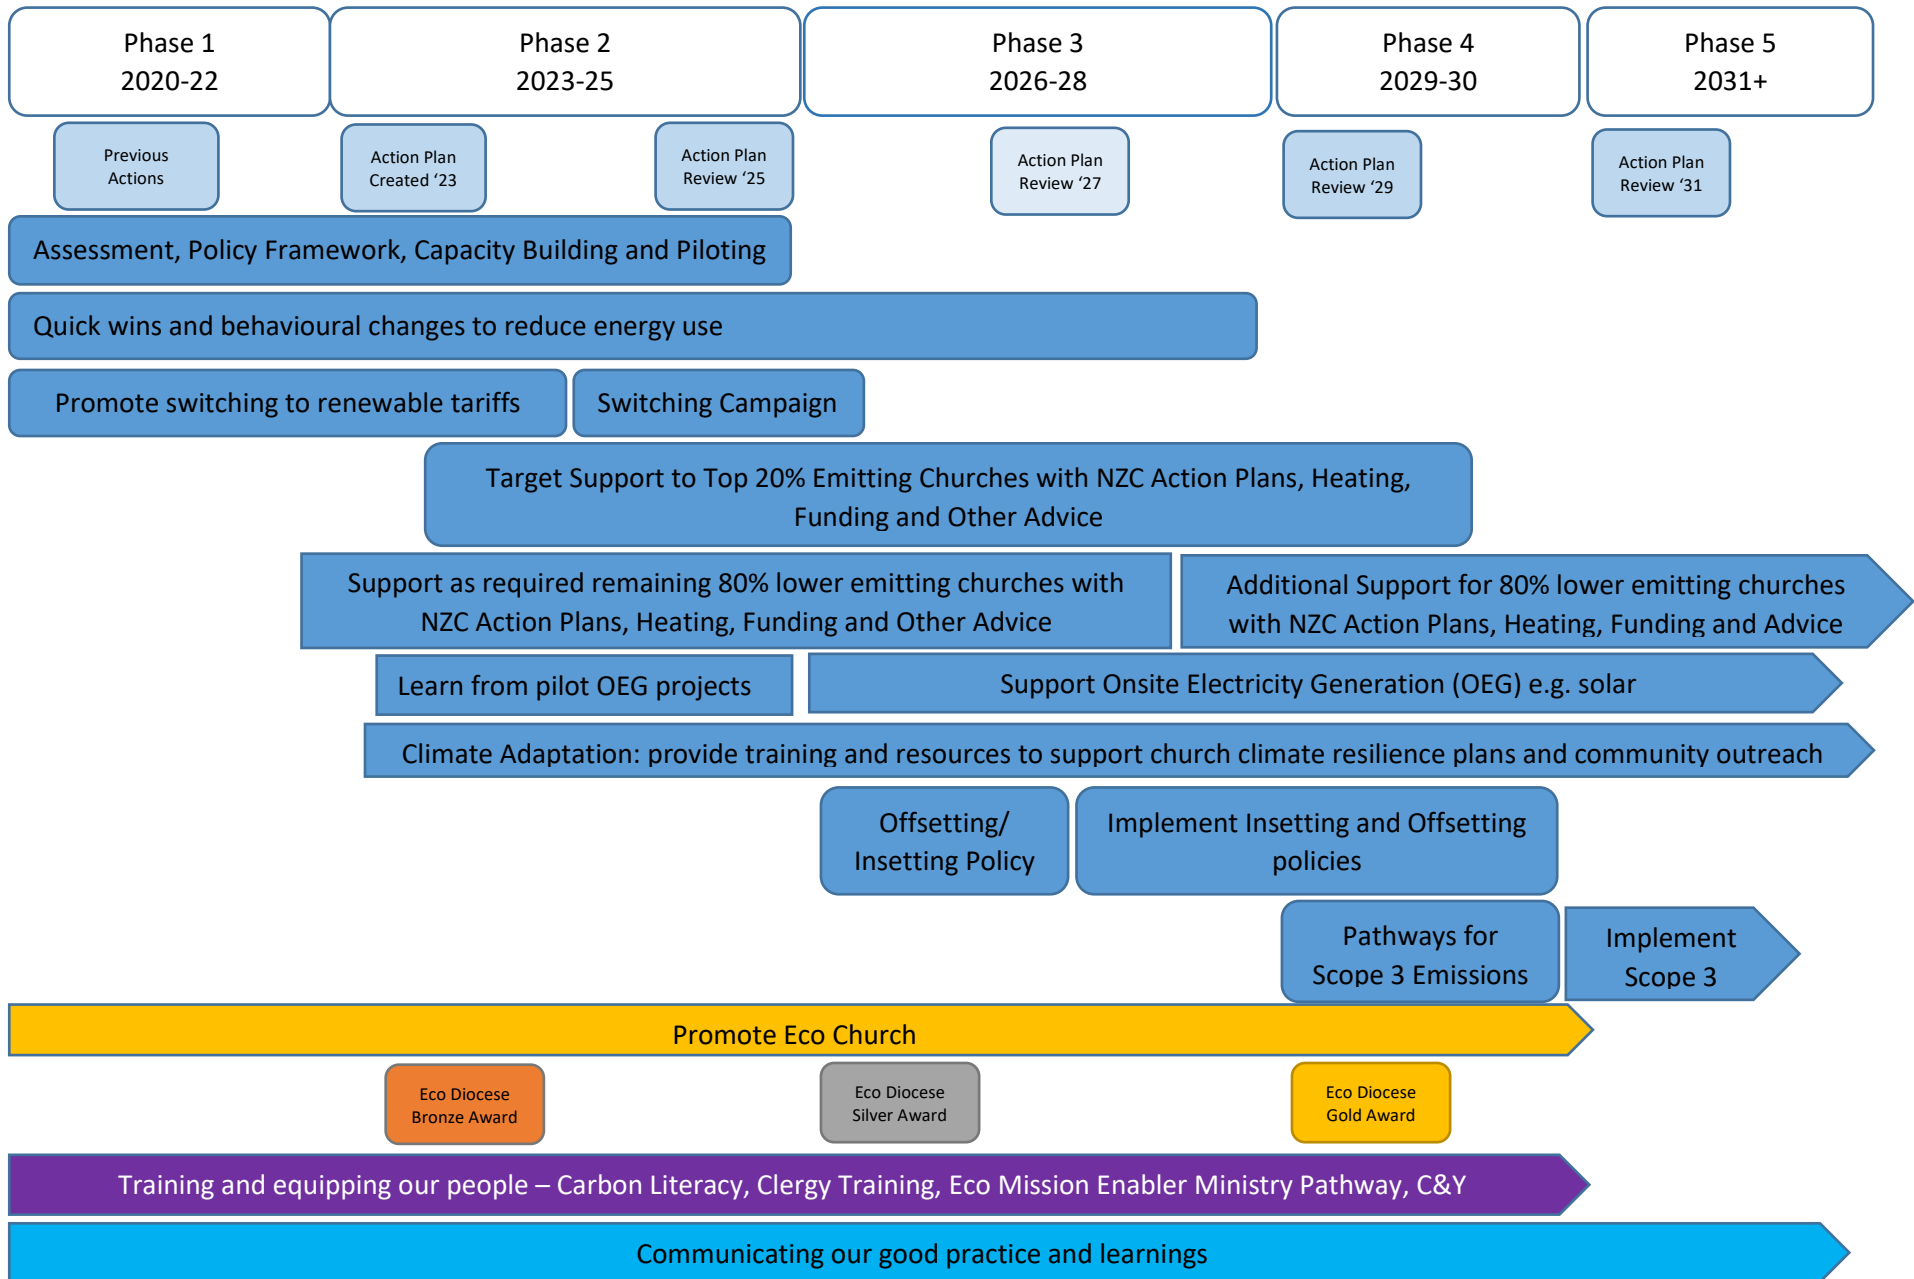 Phase 1
2020-22
Phase 2
2023-25
Phase 3
2026-28
Phase 4
2029-30
Phase 5
2031+
Previous
Actions
Action Plan
Created ‘23
Action Plan
Review ‘25
Action Plan
Review ‘27
Action Plan
Review ‘29
Action Plan
Review ‘31
Assessment, Policy Framework, Capacity Building and Piloting
Quick wins and behavioural changes to reduce energy use
Promote switching to renewable tariffs
Switching Campaign
Target Support to Top 20% Emitting Churches with NZC Action Plans, Heating,
Funding and Other Advice
Support as required remaining 80% lower emitting churches with
NZC Action Plans, Heating, Funding and Other Advice
Additional Support for 80% lower emitting churches
with NZC Action Plans, Heating, Funding and Advice
Learn from pilot OEG projects
Support Onsite Electricity Generation (OEG) e.g. solar
Climate Adaptation: provide training and resources to support church climate resilience plans and community outreach
Offsetting/
Insetting Policy
Implement Insetting and Offsetting
policies
Pathways for
Scope 3 Emissions
Implement
Scope 3
Promote Eco Church
Eco Diocese
Bronze Award
Eco Diocese
Silver Award
Eco Diocese
Gold Award
Training and equipping our people – Carbon Literacy, Clergy Training, Eco Mission Enabler Ministry Pathway, C&Y
Communicating our good practice and learnings